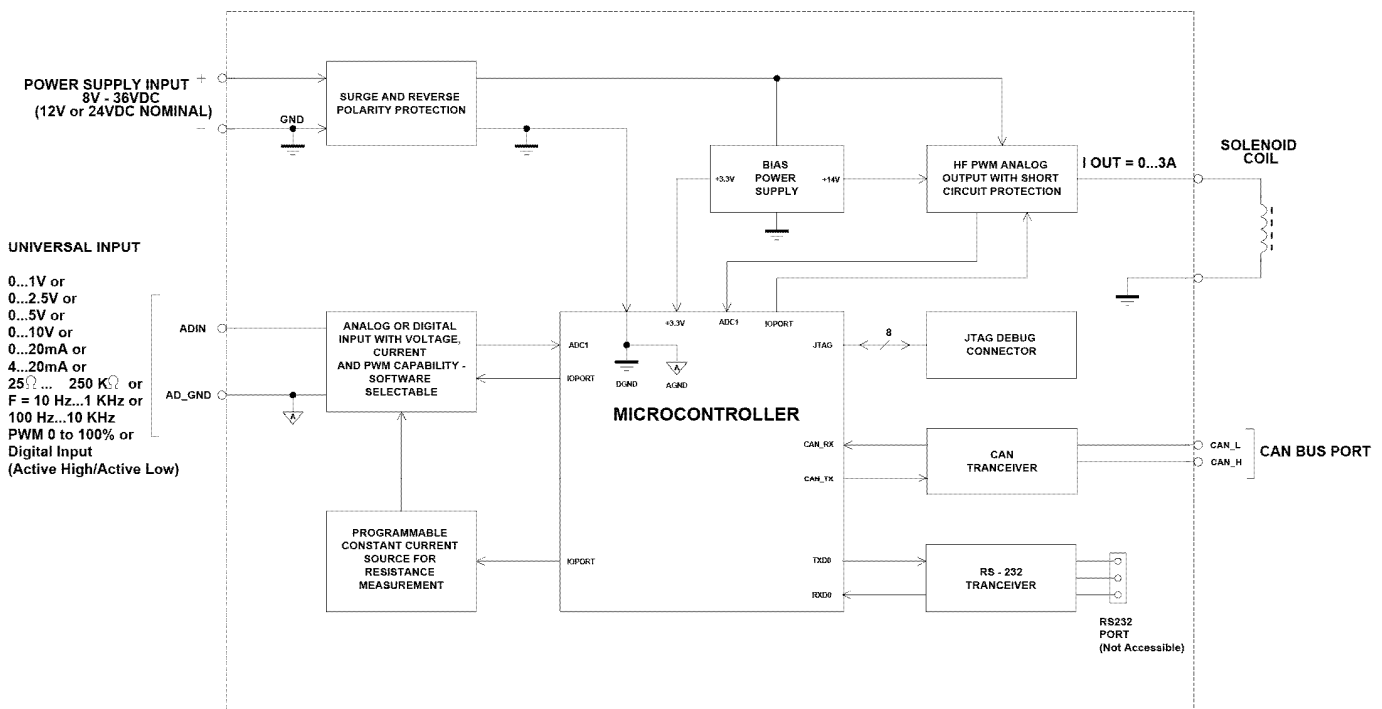 POWER SUPPLY INPUT
8V - 36VDC
(12V or 24VDC NOMINAL)
+
−
GND
SURGE AND REVERSE
POLARITY PROTECTION
BIAS
POWER
SUPPLY
+3.3V
+14V
HF PWM ANALOG
OUTPUT WITH SHORT
CIRCUIT PROTECTION
I OUT = 0...3A
SOLENOID
COIL
UNIVERSAL INPUT
0...1V or
0...2.5V or
0...5V or
0...10V or
0...20mA or
4...20mA or
25Ω ... 250 KΩ or
F = 10 Hz...1 KHz or
100 Hz...10 KHz
PWM 0 to 100% or
Digital Input
(Active High/Active Low)
ADIN
AD_GND
A
ANALOG OR DIGITAL
INPUT WITH VOLTAGE,
CURRENT
AND PWM CAPABILITY -
SOFTWARE
SELECTABLE
PROGRAMMABLE
CONSTANT CURRENT
SOURCE FOR
RESISTANCE
MEASUREMENT
+3.3V
ADC1
IOPORT
ADC1
IOPORT
DGND
A
AGND
JTAG
MICROCONTROLLER
CAN_RX
CAN_TX
IOPORT
TXD0
RXD0
8
JTAG DEBUG
CONNECTOR
CAN
TRANCEIVER
CAN_L
CAN_H
CAN BUS PORT
RS - 232
TRANCEIVER
RS232
PORT
(Not Accessible)